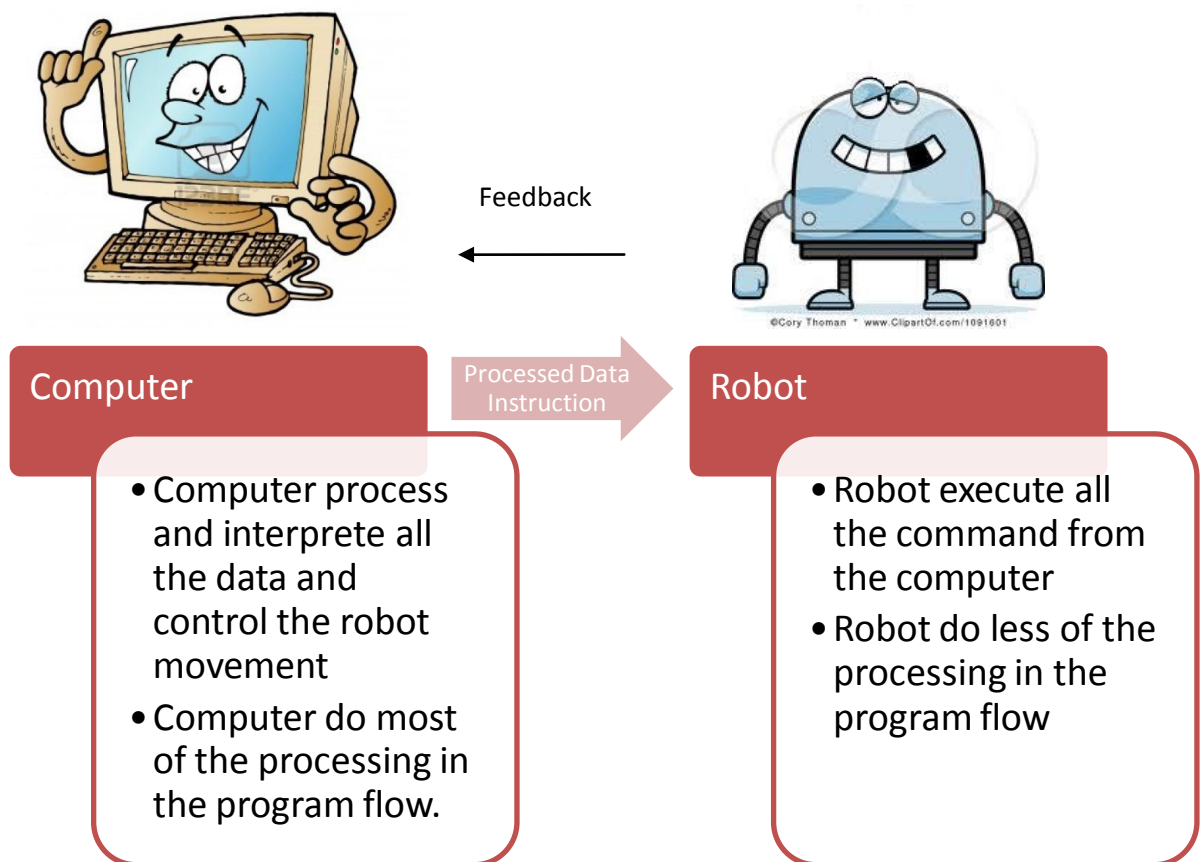 Feedback
©Cory Thoman * www.ClipartOf.com/1091601
Computer
Processed Data
Instruction
Robot
• Computer process
and interprete all
the data and
control the robot
movement
• Computer do most
of the processing in
the program flow.
• Robot execute all
the command from
the computer
• Robot do less of the
processing in the
program flow